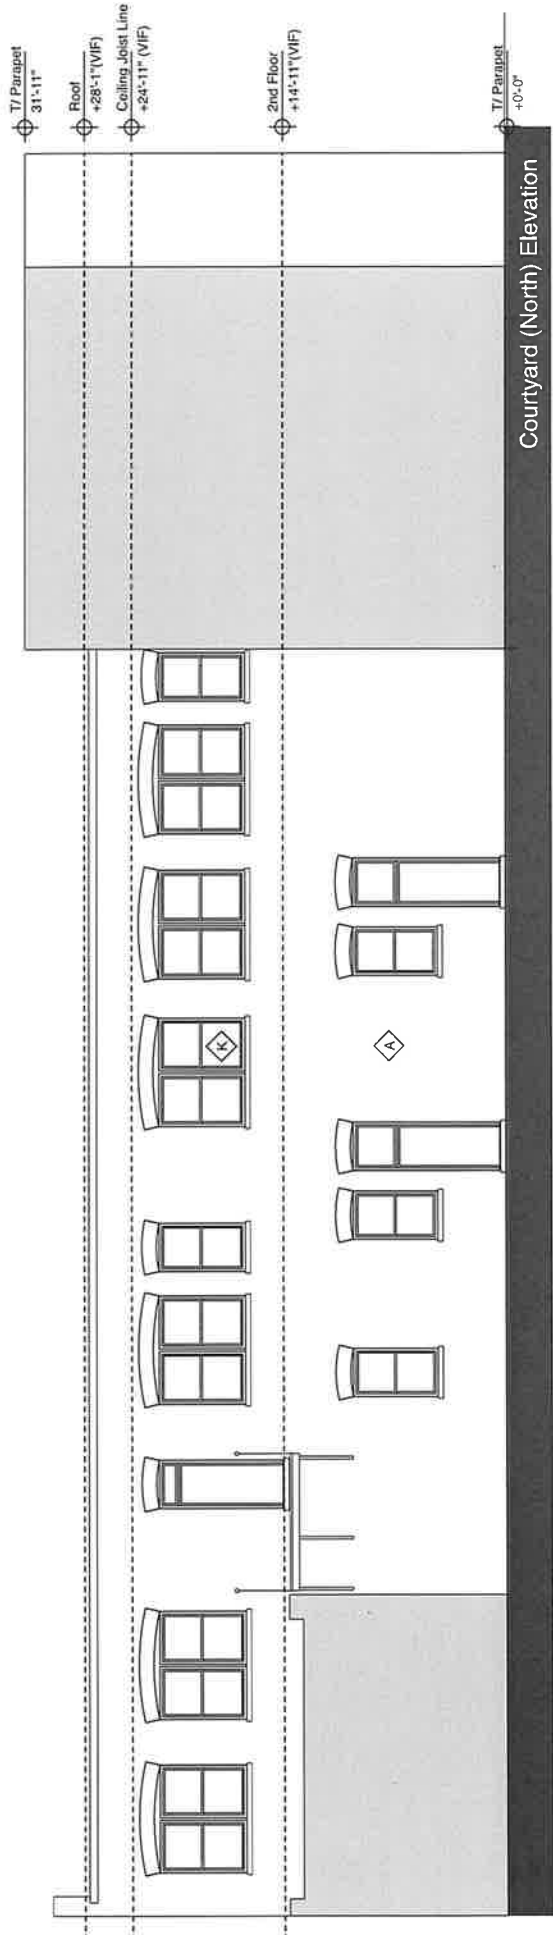 T/ Parapet
31'-11"
Roof
+28'-1"(VIF)
Ceiling Joist Line
+24'-11" (VIF)
2nd Floor
+14'-11"(VIF)
T/ Parapet
+0'-0"
K
A
Courtyard (North) Elevation